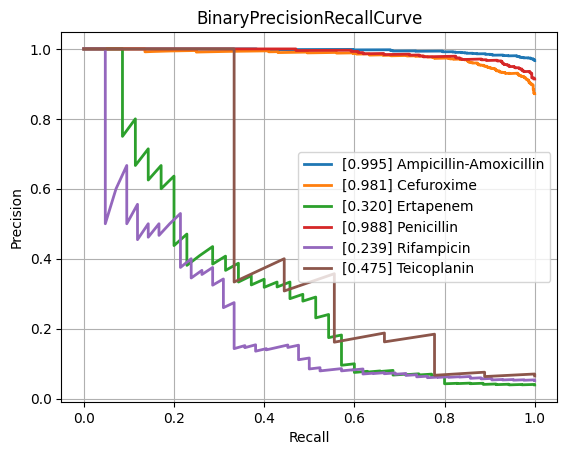 BinaryPrecisionRecallCurve
Precision
1.0
0.8
0.6
0.4
0.2
0.0
[0.995] Ampicillin-Amoxicillin
[0.981] Cefuroxime
[0.320] Ertapenem
[0.988] Penicillin
[0.239] Rifampicin
[0.475] Teicoplanin
0.0 0.2 0.4 0.6 0.8 1.0
Recall